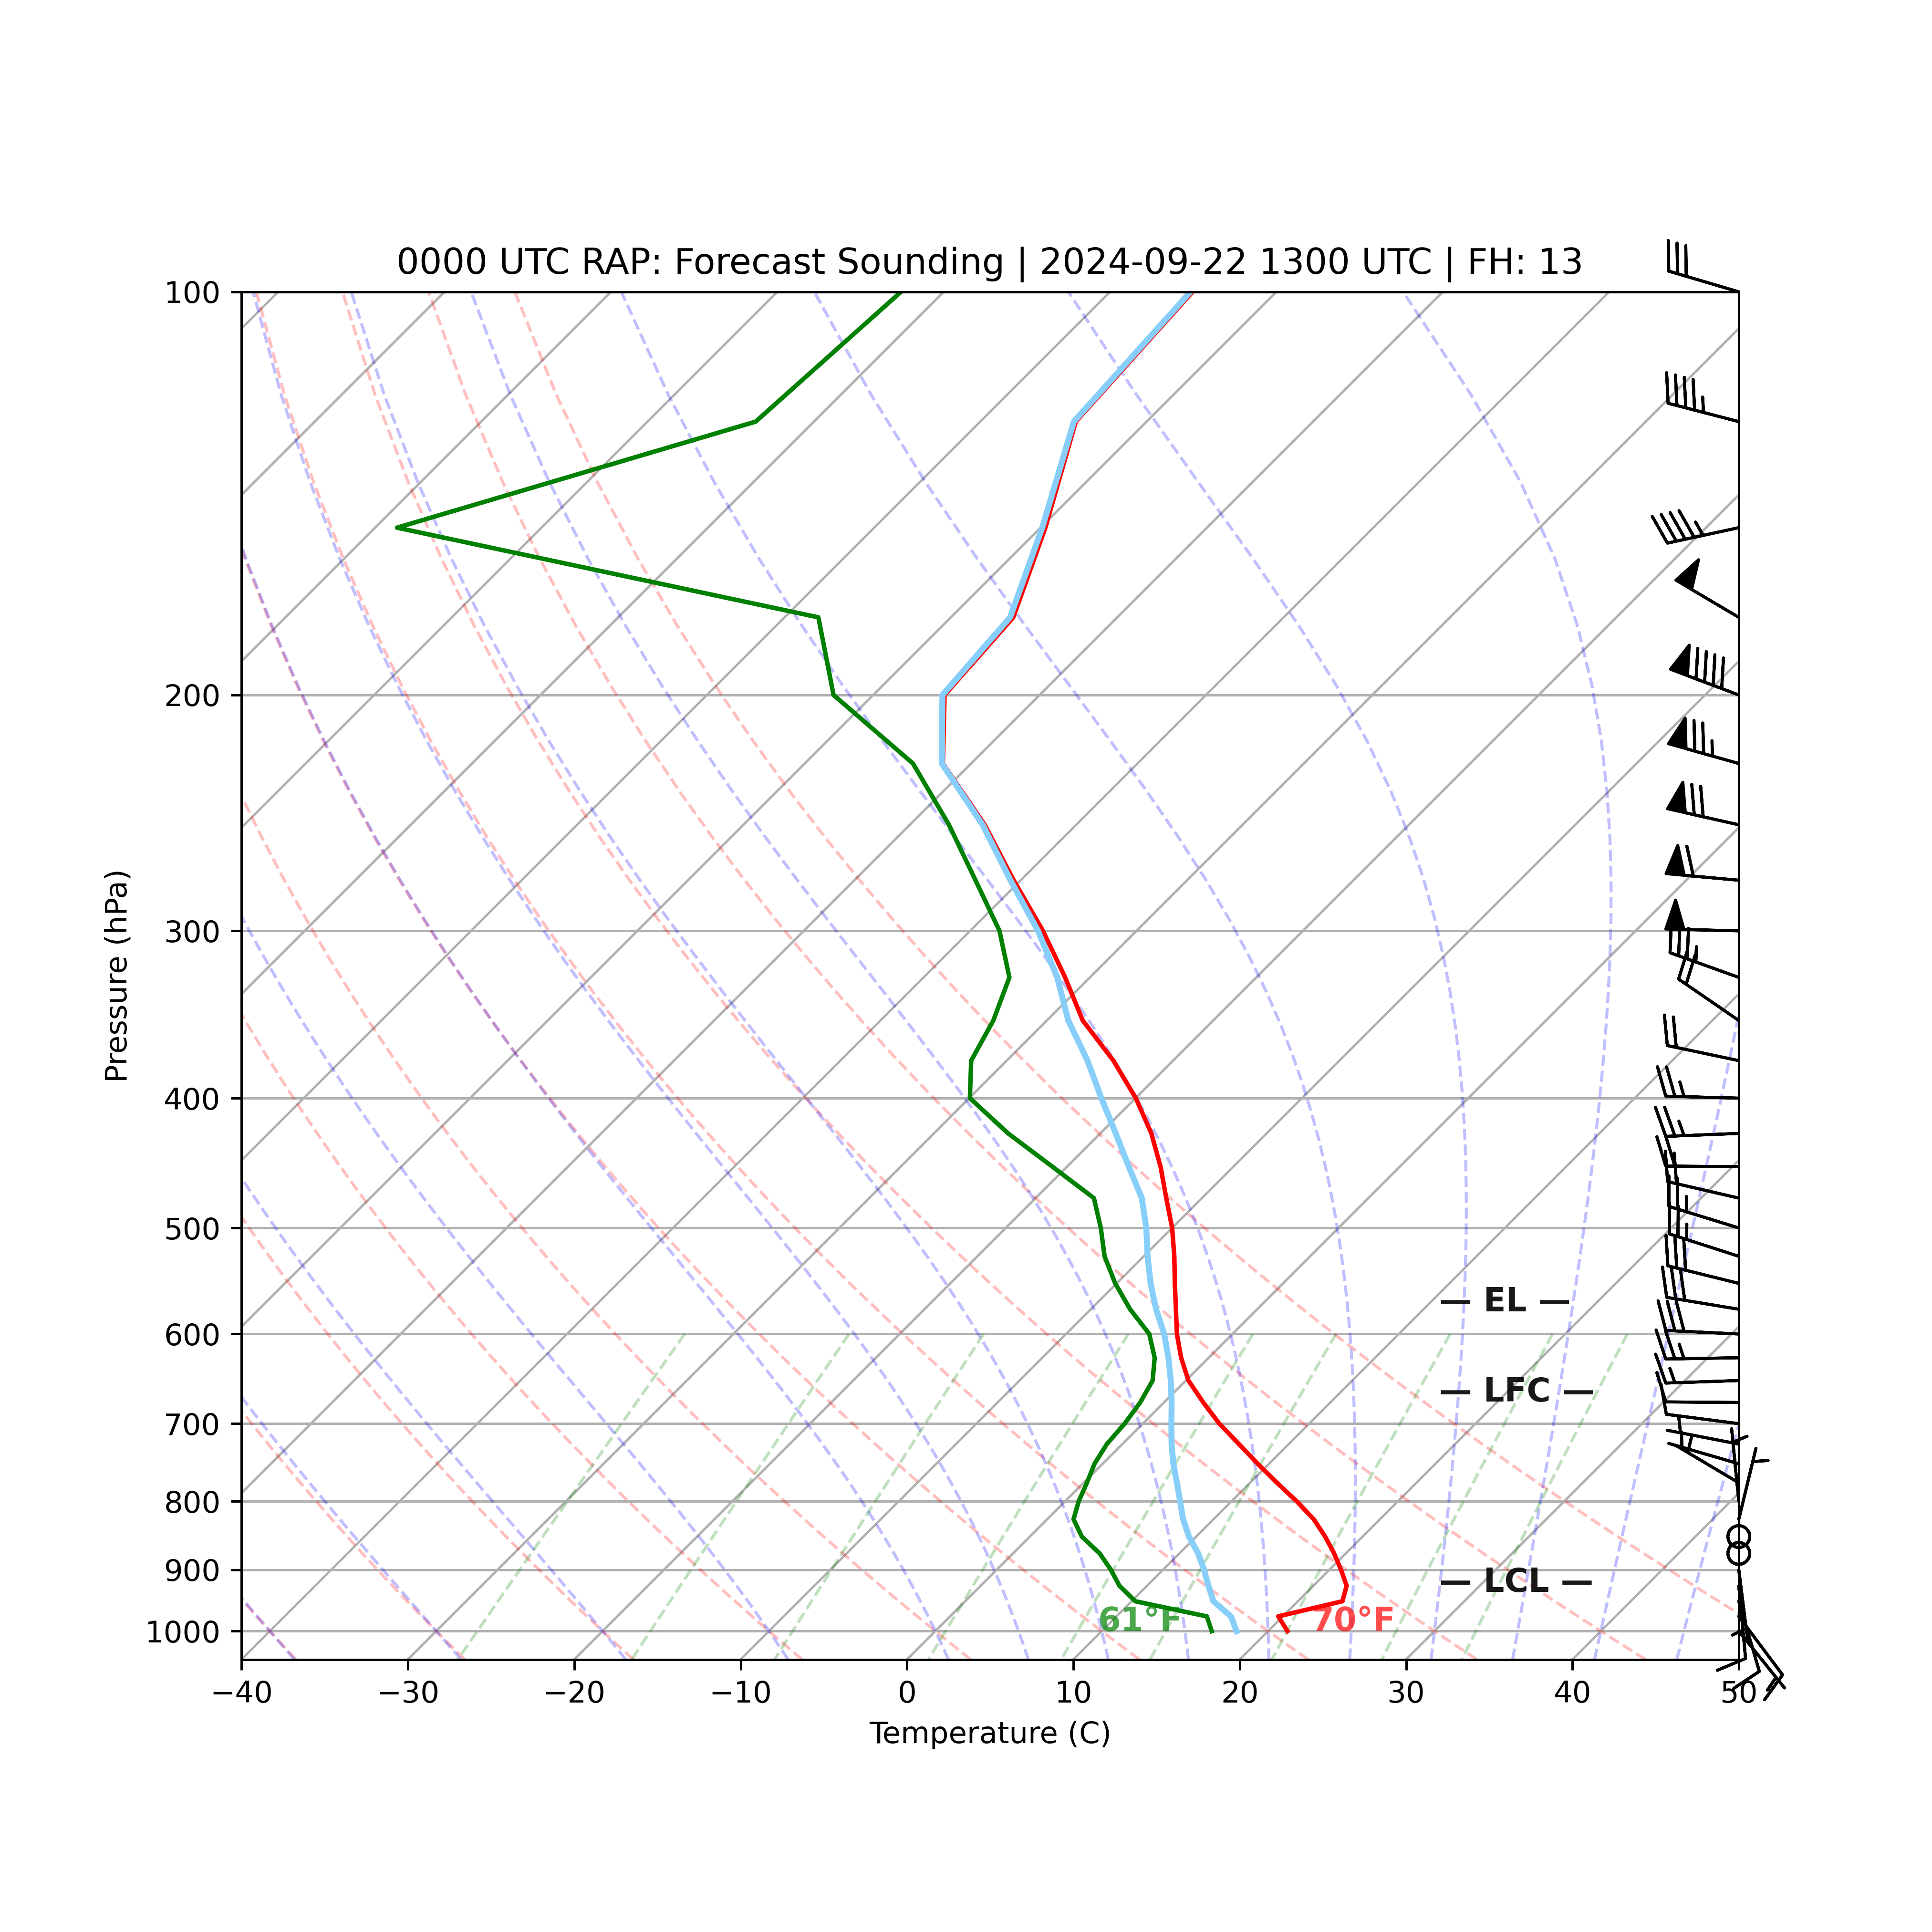 0000 UTC RAP: Forecast Sounding | 2024-09-22 1300 UTC | FH: 13
100
200
300
400
500
600
700
800
900
1000
Pressure (hPa)
— EL —
— LFC —
— LCL —
61°F
70°F
−40 −30 −20 −10 0 10 20 30 40 50
Temperature (C)